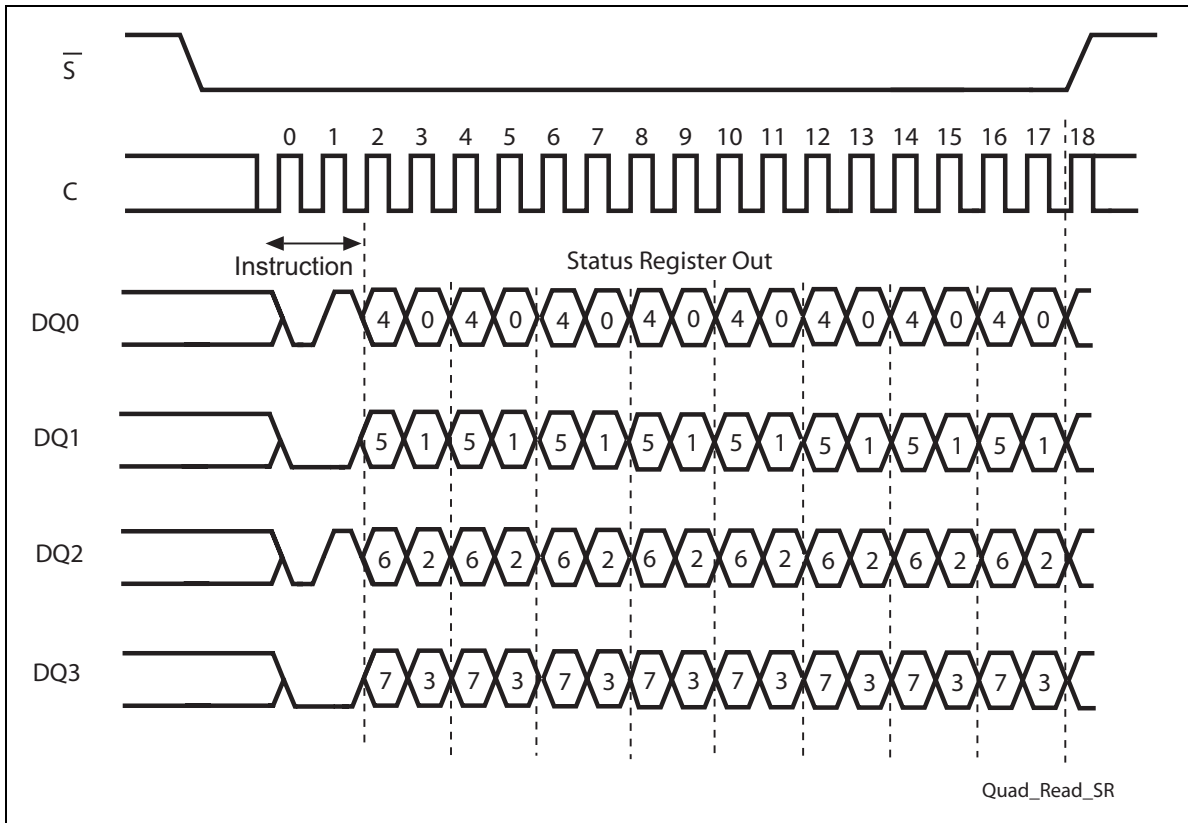 S̅
0 1 2 3 4 5 6 7 8 9 10 11 12 13 14 15 16 17 18
C
Instruction
Status Register Out
DQ0
4 0 4 0 4 0 4 0 4 0 4 0 4 0 4 0
DQ1
5 1 5 1 5 1 5 1 5 1 5 1 5 1 5 1
DQ2
6 2 6 2 6 2 6 2 6 2 6 2 6 2 6 2
DQ3
7 3 7 3 7 3 7 3 7 3 7 3 7 3 7 3
Quad_Read_SR